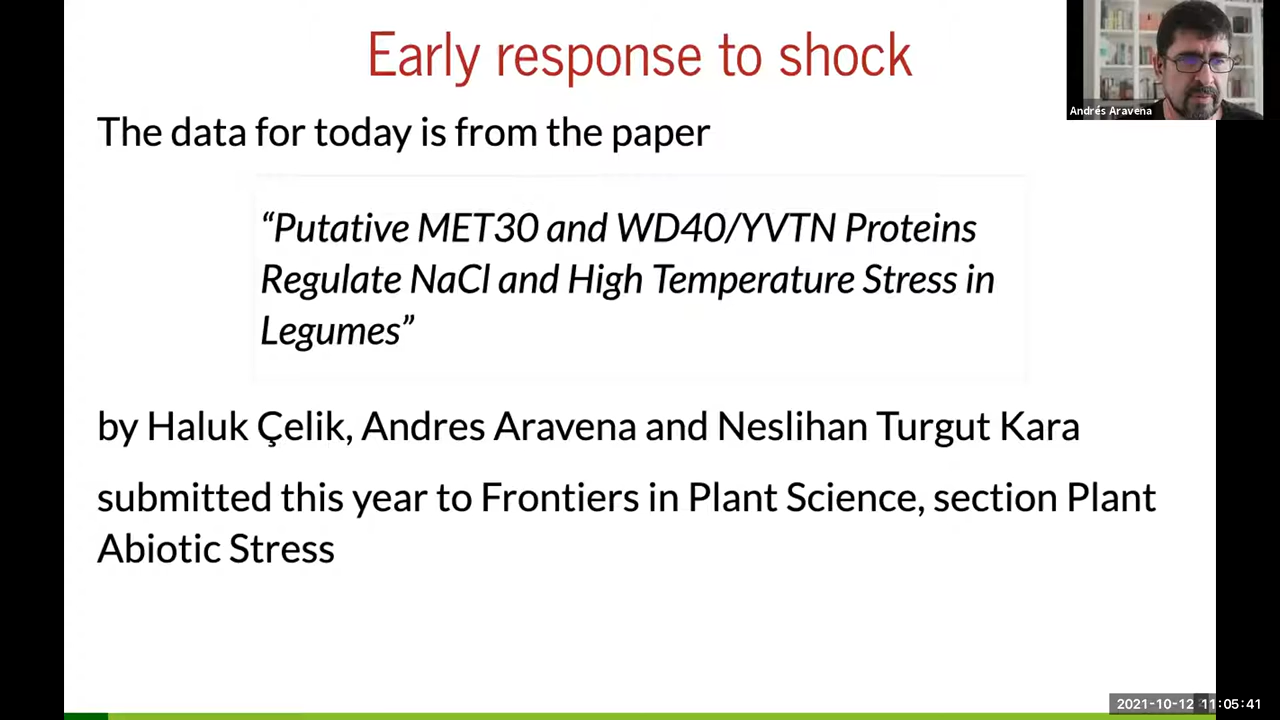 Early response to shock
Andrés Aravena
The data for today is from the paper
“Putative MET30 and WD40/YVTN Proteins
Regulate NaCl and High Temperature Stress in
Legumes”
by Haluk Çelik, Andres Aravena and Neslihan Turgut Kara
submitted this year to Frontiers in Plant Science, section Plant
Abiotic Stress
2021-10-12 11:05:41